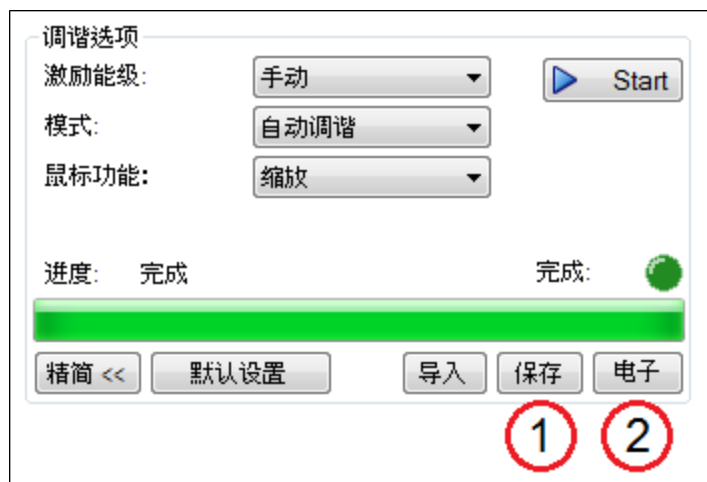 调谐选项
激励能级: 手动 Start
模式: 自动调谐
鼠标功能: 缩放
进度: 完成 完成:
精简 << 默认设置 导入 保存 电子
1 2